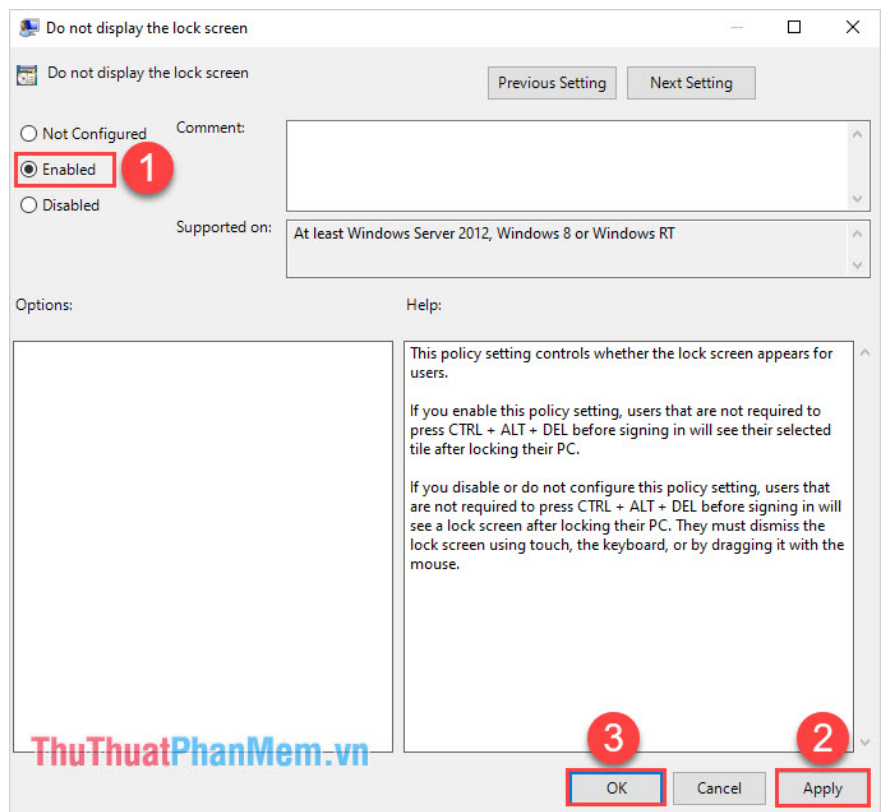 Do not display the lock screen
Do not display the lock screen
Previous Setting
Next Setting
Not Configured
Comment:
Enabled
1
Disabled
Supported on:
At least Windows Server 2012, Windows 8 or Windows RT
Options:
Help:
This policy setting controls whether the lock screen appears for
users.
If you enable this policy setting, users that are not required to
press CTRL + ALT + DEL before signing in will see their selected
tile after locking their PC.
If you disable or do not configure this policy setting, users that
are not required to press CTRL + ALT + DEL before signing in will
see a lock screen after locking their PC. They must dismiss the
lock screen using touch, the keyboard, or by dragging it with the
mouse.
ThuThuatPhanMem.vn
3
2
OK
Cancel
Apply